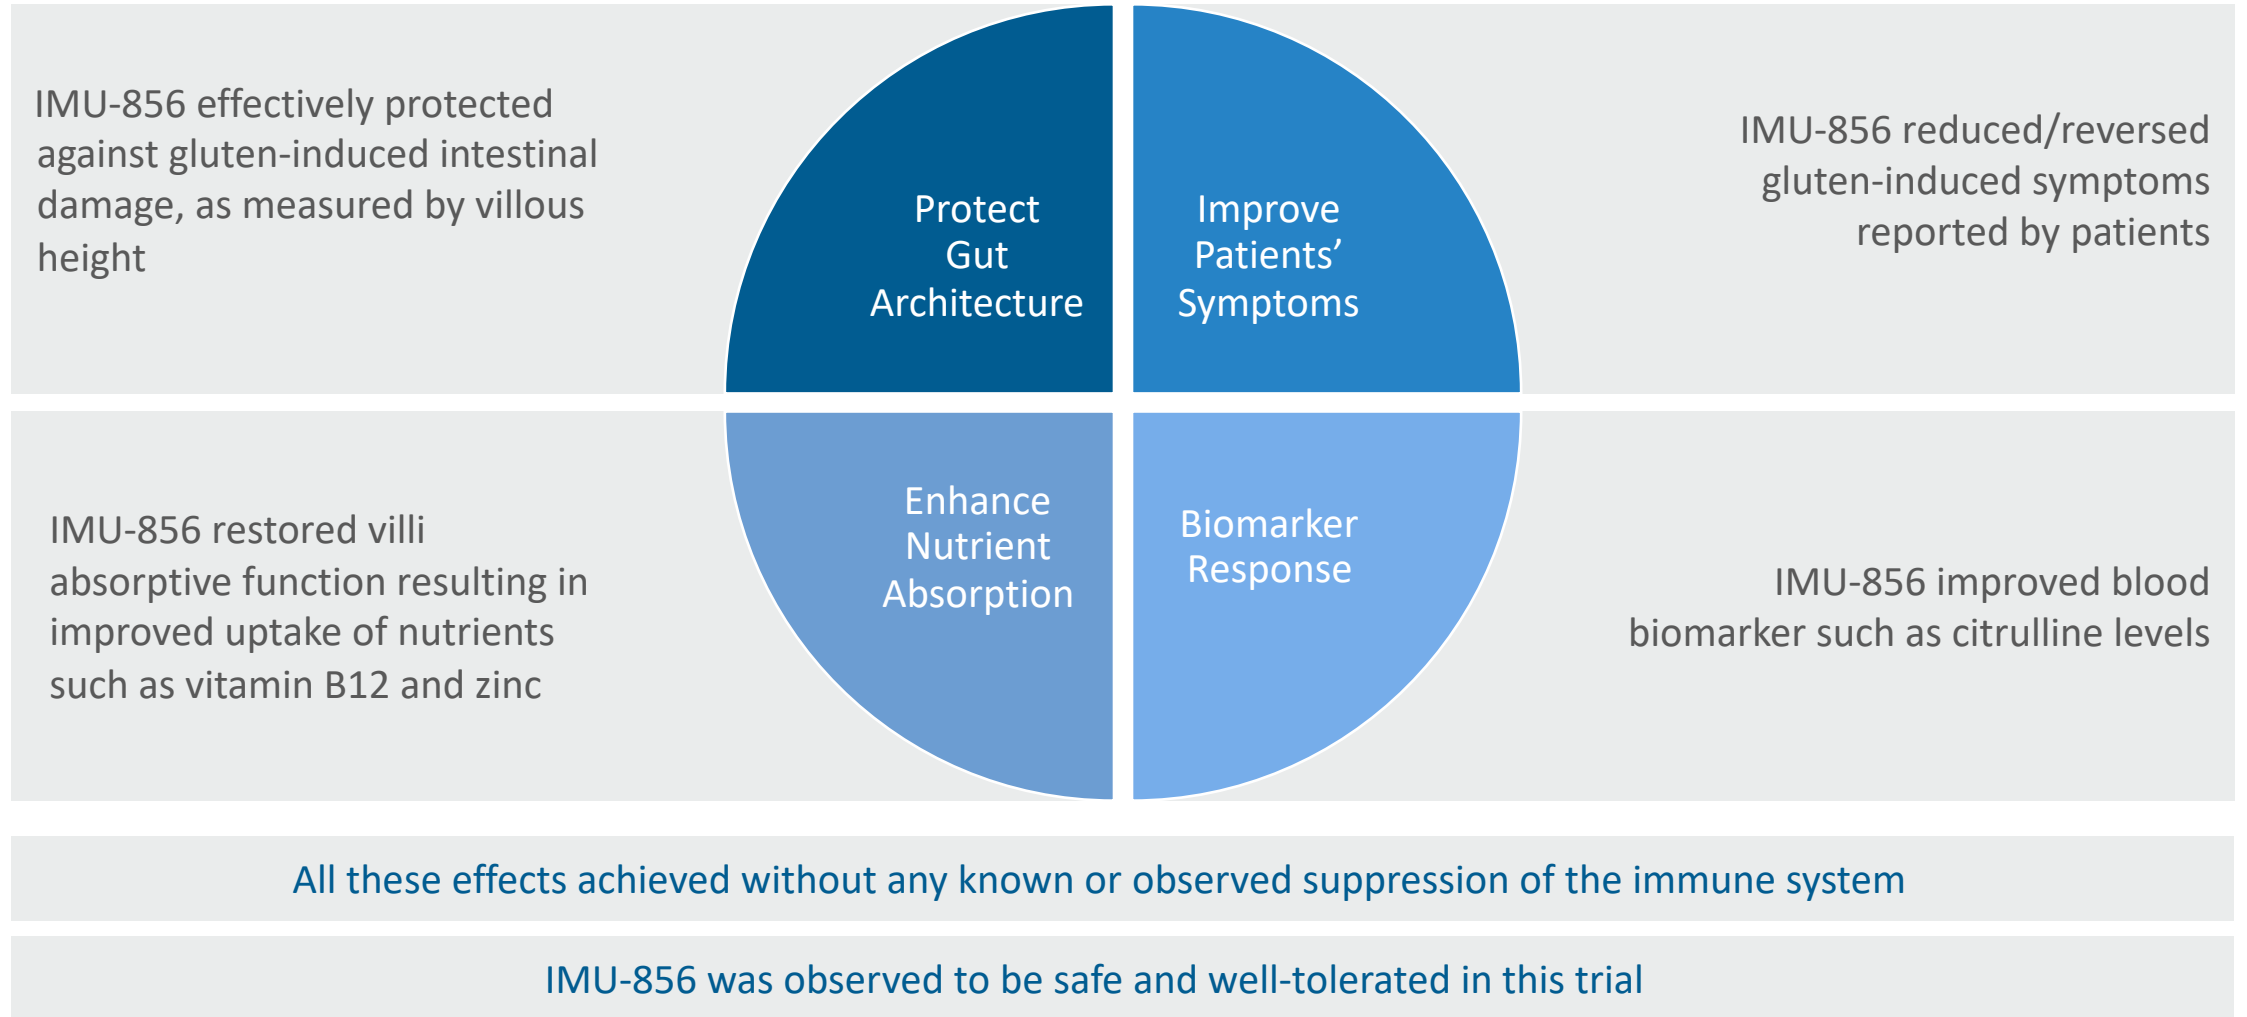 IMU-856 effectively protected
against gluten-induced intestinal
damage, as measured by villous
height
Protect
Gut
Architecture
Improve
Patients’
Symptoms
IMU-856 reduced/reversed
gluten-induced symptoms
reported by patients
IMU-856 restored villi
absorptive function resulting in
improved uptake of nutrients
such as vitamin B12 and zinc
Enhance
Nutrient
Absorption
Biomarker
Response
IMU-856 improved blood
biomarker such as citrulline levels
All these effects achieved without any known or observed suppression of the immune system
IMU-856 was observed to be safe and well-tolerated in this trial